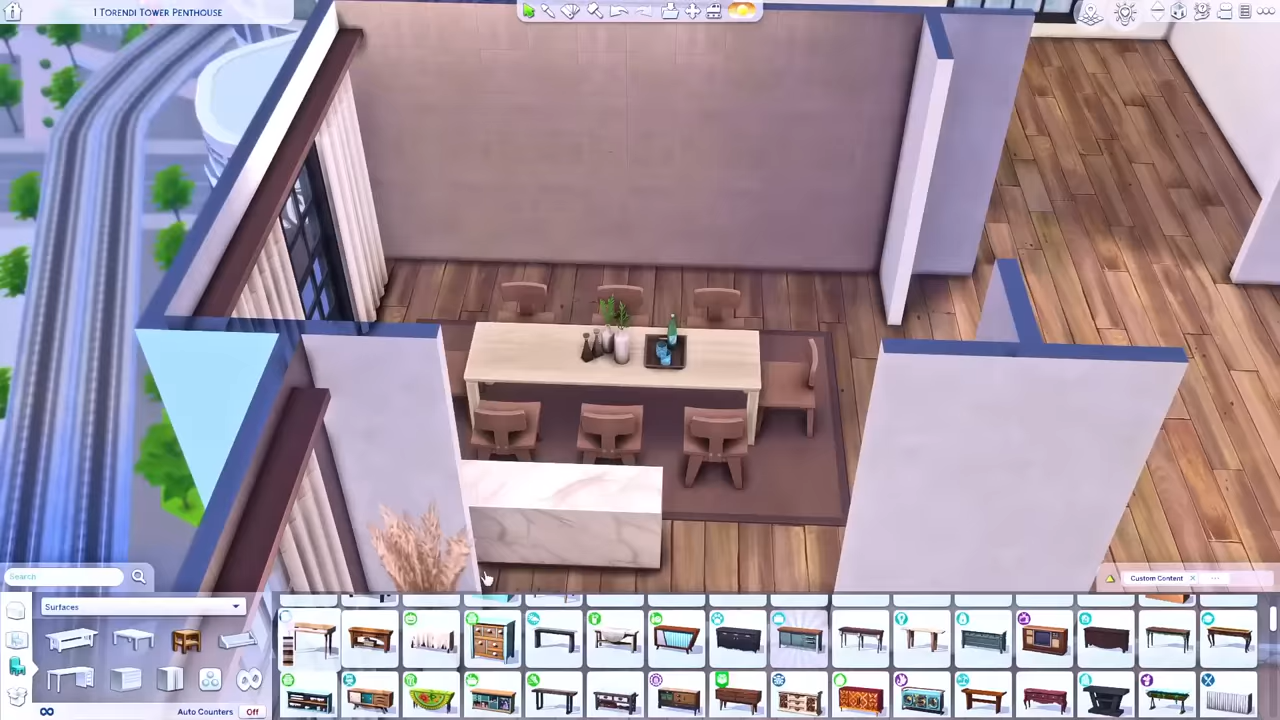 1 Torendi Tower Penthouse
Search
Custom Content
Surfaces
Auto Counters Off